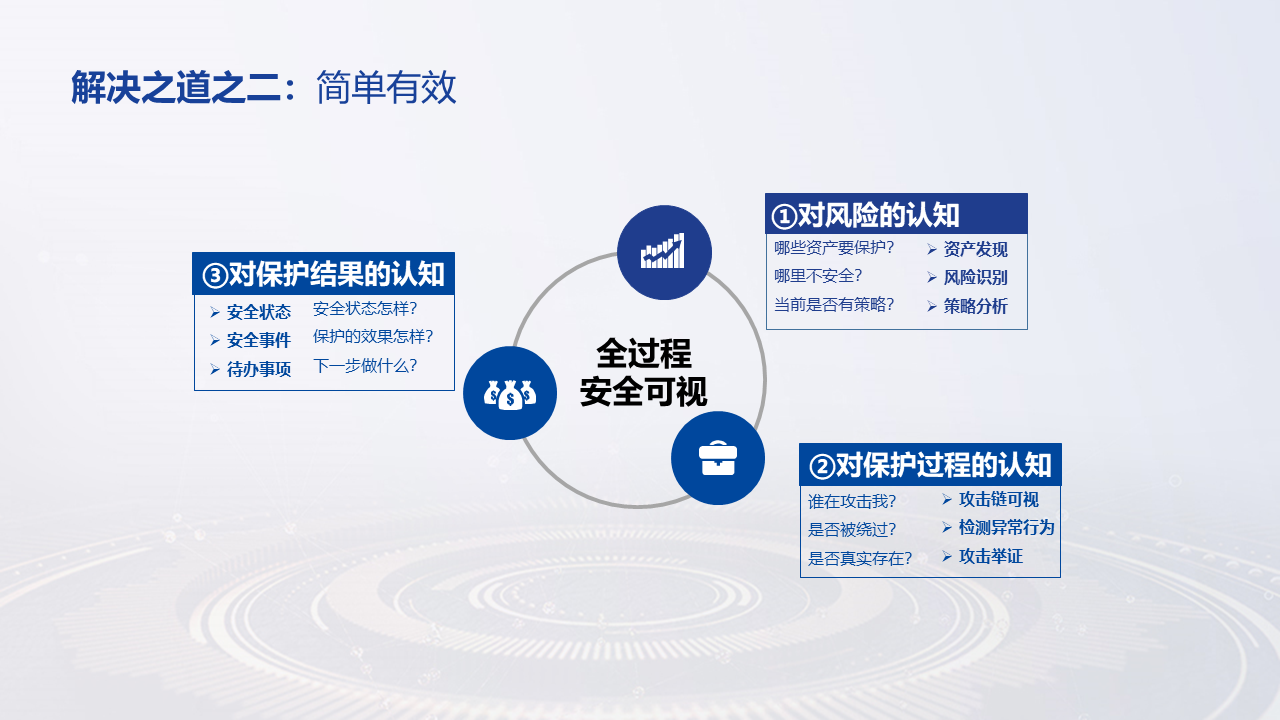 解决之道之二：简单有效
①对风险的认知
哪些资产要保护？ ➢ 资产发现
哪里不安全？ ➢ 风险识别
当前是否有策略？ ➢ 策略分析
③对保护结果的认知
➢ 安全状态 安全状态怎样？
➢ 安全事件 保护的效果怎样？
➢ 待办事项 下一步做什么？
全过程
安全可视
②对保护过程的认知
谁在攻击我？ ➢ 攻击链可视
是否被绕过？ ➢ 检测异常行为
是否真实存在？ ➢ 攻击举证